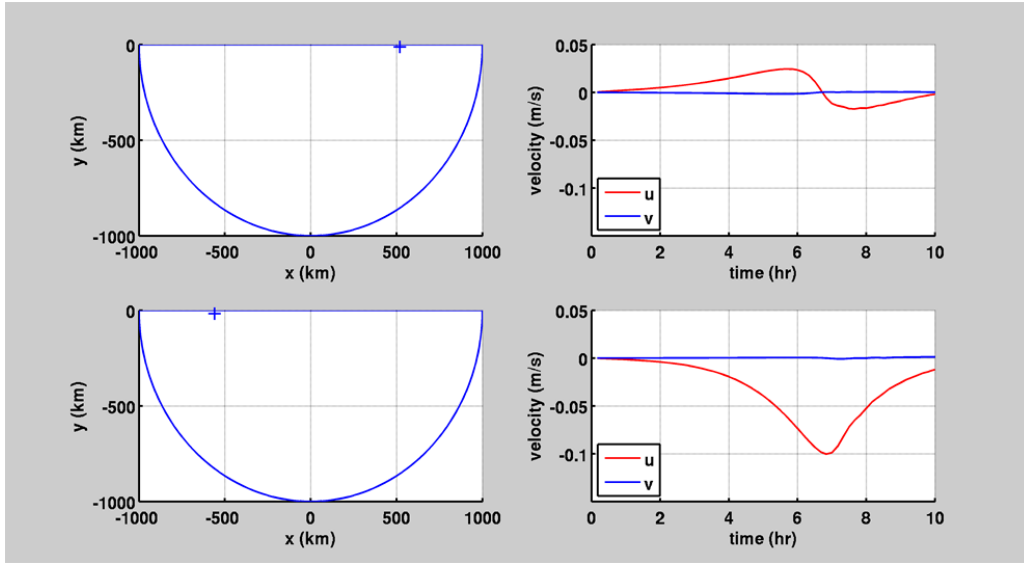 0
-500
-1000
y (km)
-1000 -500 0 500 1000
x (km)
0.05
0
-0.05
-0.1
velocity (m/s)
u
v
0 2 4 6 8 10
time (hr)
0
-500
-1000
y (km)
-1000 -500 0 500 1000
x (km)
0.05
0
-0.05
-0.1
velocity (m/s)
u
v
0 2 4 6 8 10
time (hr)